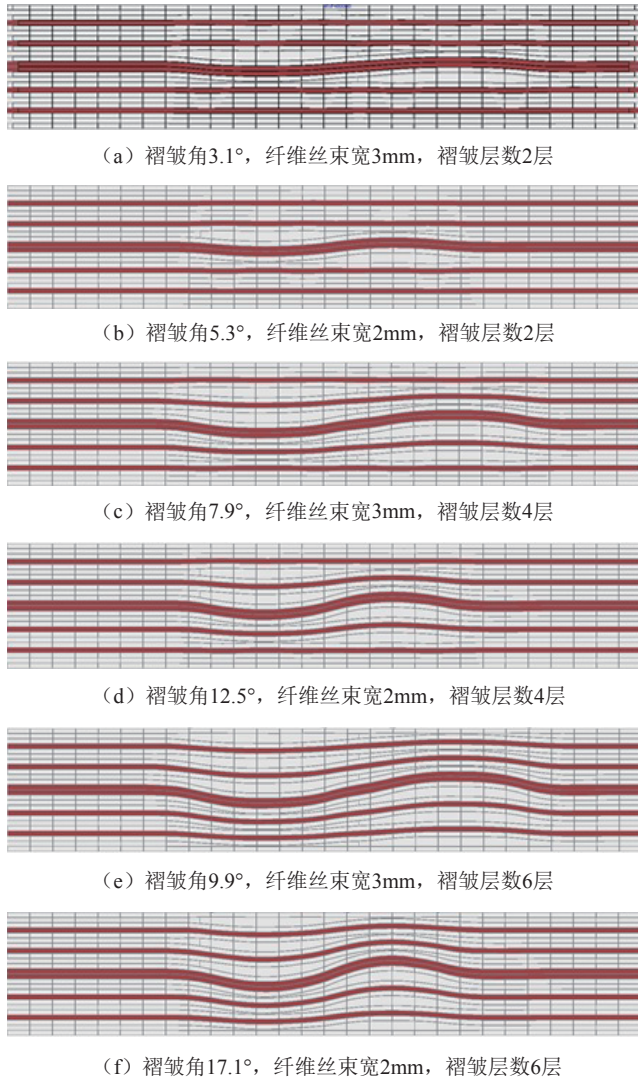 （a）褶皱角3.1°，纤维丝束宽3mm，褶皱层数2层
（b）褶皱角5.3°，纤维丝束宽2mm，褶皱层数2层
（c）褶皱角7.9°，纤维丝束宽3mm，褶皱层数4层
（d）褶皱角12.5°，纤维丝束宽2mm，褶皱层数4层
（e）褶皱角9.9°，纤维丝束宽3mm，褶皱层数6层
（f）褶皱角17.1°，纤维丝束宽2mm，褶皱层数6层